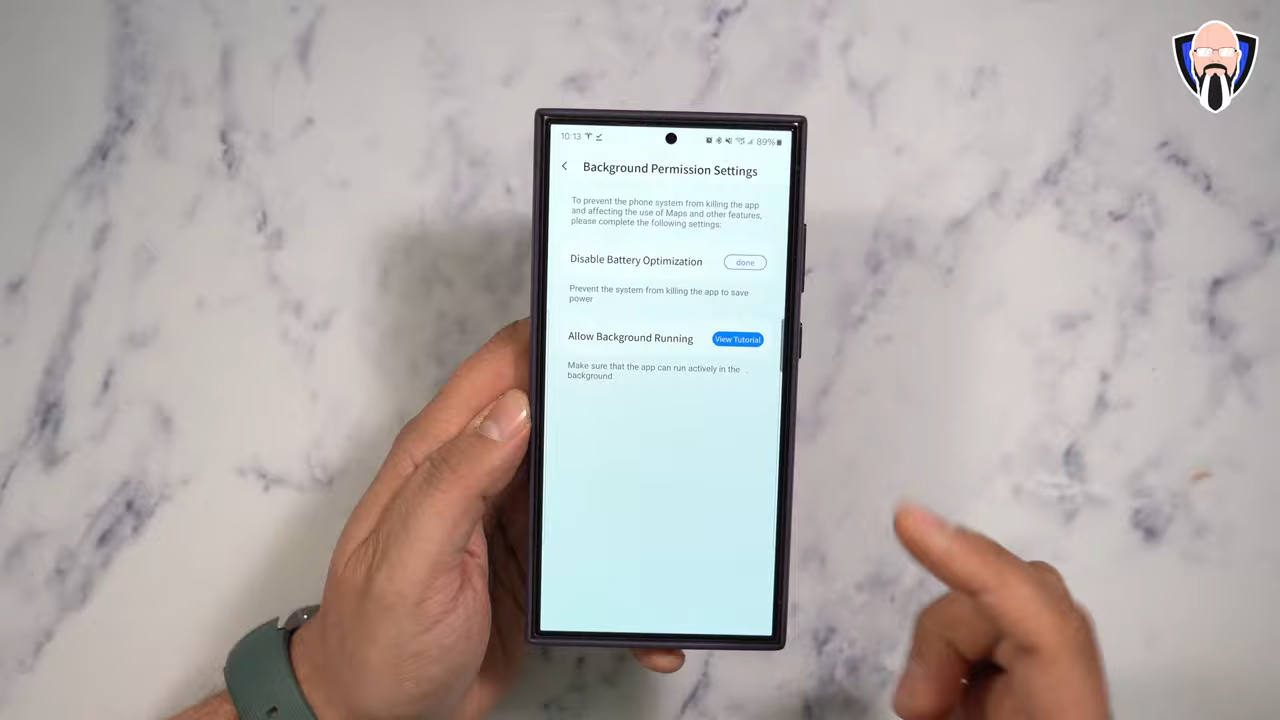 10:13
89%
Background Permission Settings
To prevent the phone system from killing the app
and affecting the use of Maps and other features,
please complete the following settings:
Disable Battery Optimization
done
Prevent the system from killing the app to save
power
Allow Background Running
View Tutorial
Make sure that the app can run actively in the
background